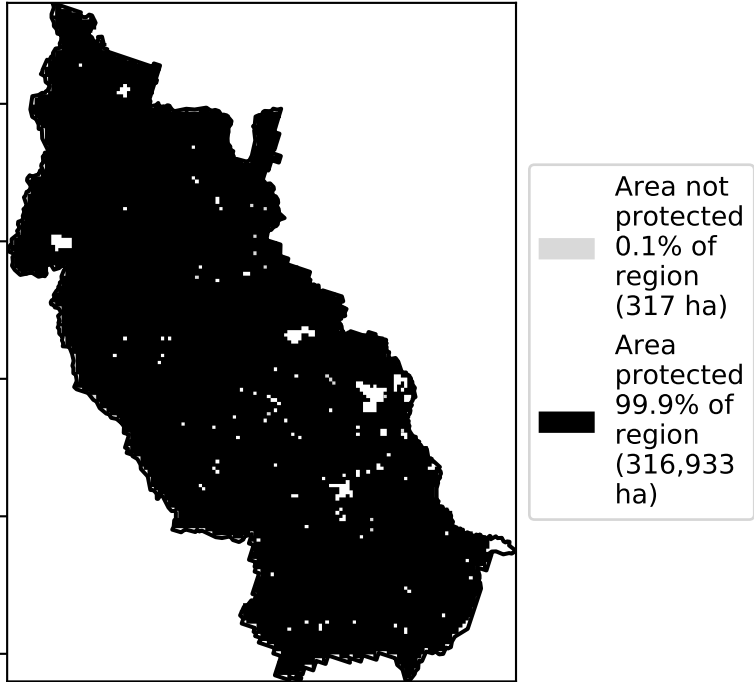 Area not
protected
0.1% of
region
(317 ha)
Area
protected
99.9% of
region
(316,933
ha)